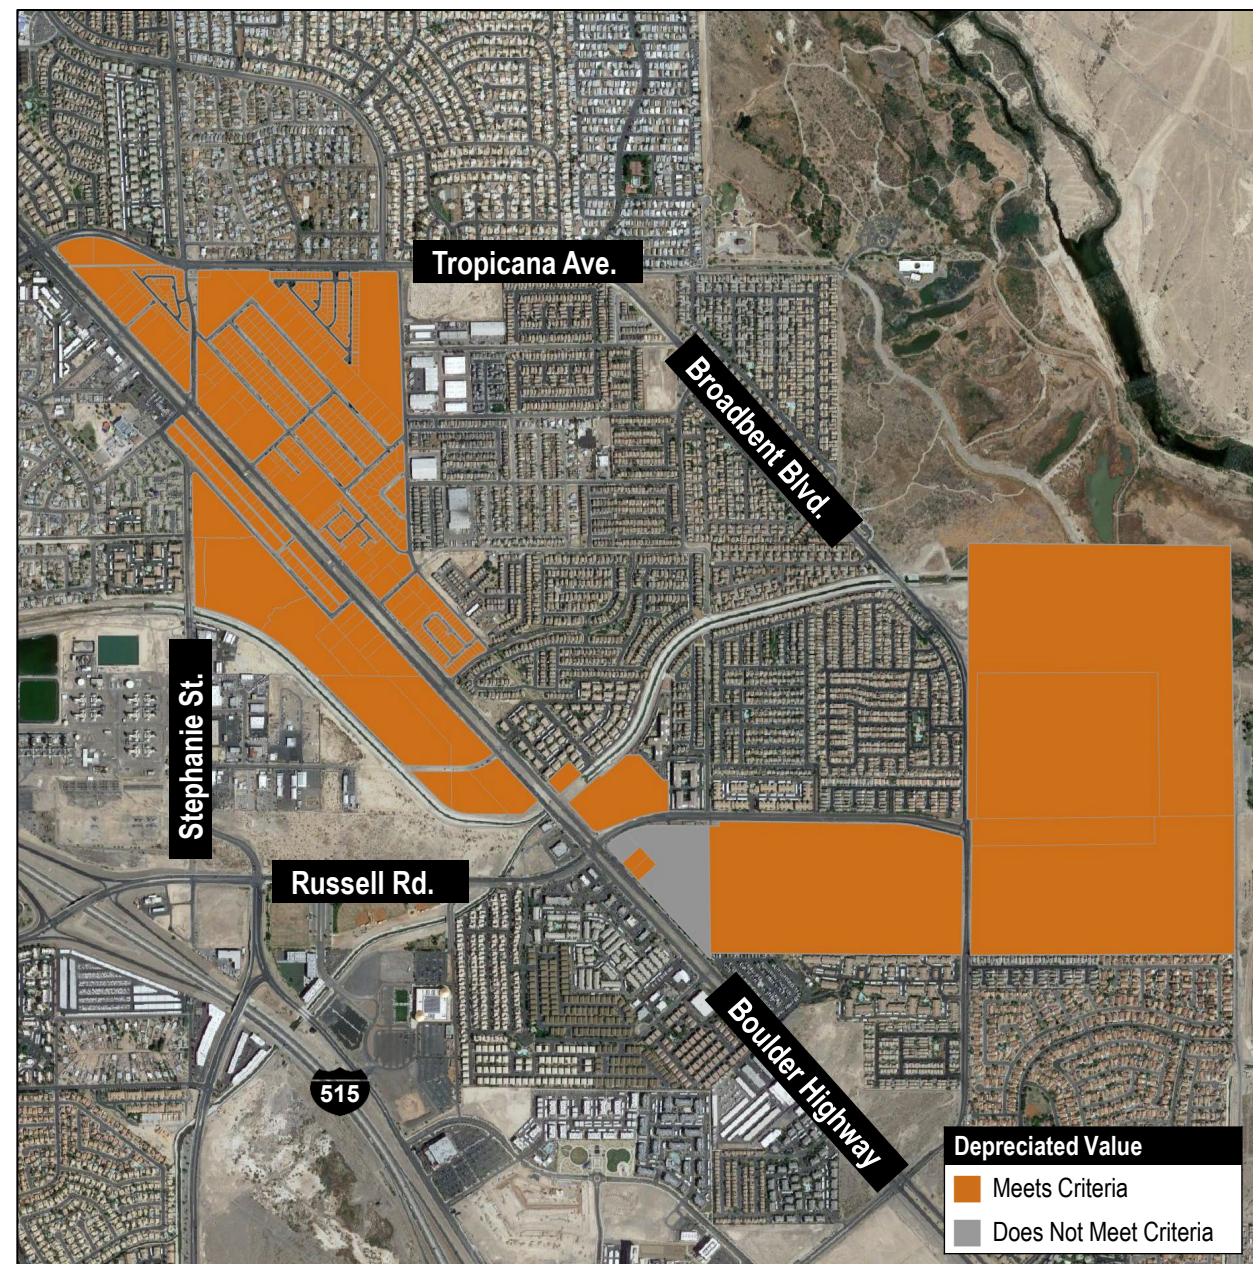 Tropicana Ave.
Broadbent Blvd.
Stephanie St.
Russell Rd.
Boulder Highway
515
Depreciated Value
Meets Criteria
Does Not Meet Criteria